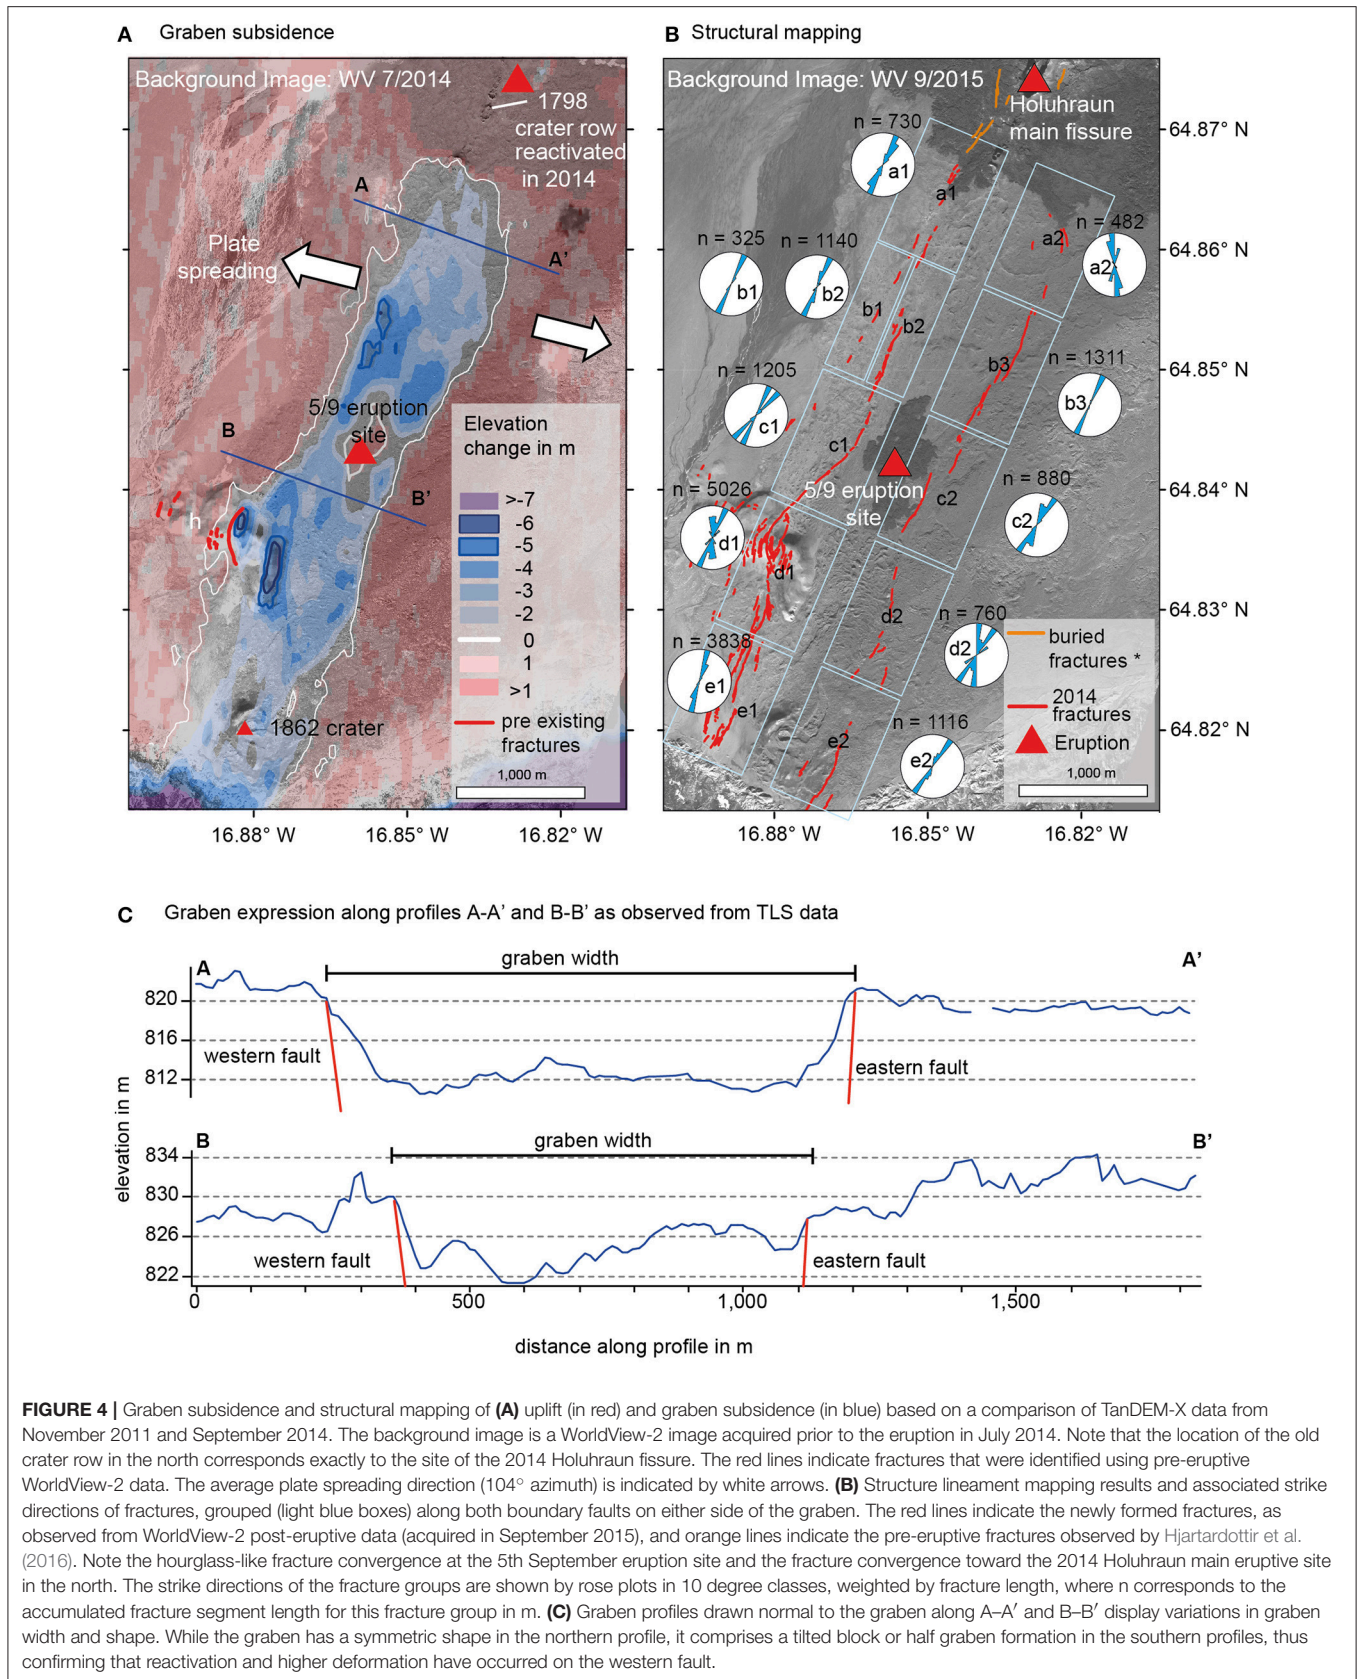 A Graben subsidence
B Structural mapping
Background Image: WV 7/2014
1798
crater row
reactivated
in 2014
A
A'
Plate
spreading
5/9 eruption
site
B
B'
h
1862 crater
Elevation
change in m
>-7
-6
-5
-4
-3
-2
0
1
>1
pre existing
fractures
1,000 m
16.88° W
16.85° W
16.82° W
Background Image: WV 9/2015
Holuhraun
main fissure
n = 730
a1
a1
n = 482
a2
a2
n = 325
b1
n = 1140
b2
b1
b2
b3
n = 1311
b3
n = 1205
c1
c1
5/9 eruption
site
c2
n = 880
c2
n = 5026
d1
d1
d2
n = 760
d2
n = 3838
e1
e1
e2
n = 1116
e2
buried
fractures *
2014
fractures
Eruption
1,000 m
64.87° N
64.86° N
64.85° N
64.84° N
64.83° N
64.82° N
16.88° W
16.85° W
16.82° W
C Graben expression along profiles A-A' and B-B' as observed from TLS data
A
graben width
A'
820
816
812
western fault
eastern fault
elevation in m
B
graben width
B'
834
830
826
822
western fault
eastern fault
0
500
1,000
1,500
distance along profile in m
FIGURE 4 | Graben subsidence and structural mapping of (A) uplift (in red) and graben subsidence (in blue) based on a comparison of TanDEM-X data from
November 2011 and September 2014. The background image is a WorldView-2 image acquired prior to the eruption in July 2014. Note that the location of the old
crater row in the north corresponds exactly to the site of the 2014 Holuhraun fissure. The red lines indicate fractures that were identified using pre-eruptive
WorldView-2 data. The average plate spreading direction (104° azimuth) is indicated by white arrows. (B) Structure lineament mapping results and associated strike
directions of fractures, grouped (light blue boxes) along both boundary faults on either side of the graben. The red lines indicate the newly formed fractures, as
observed from WorldView-2 post-eruptive data (acquired in September 2015), and orange lines indicate the pre-eruptive fractures observed by Hjartardottir et al.
(2016). Note the hourglass-like fracture convergence at the 5th September eruption site and the fracture convergence toward the 2014 Holuhraun main eruptive site
in the north. The strike directions of the fracture groups are shown by rose plots in 10 degree classes, weighted by fracture length, where n corresponds to the
accumulated fracture segment length for this fracture group in m. (C) Graben profiles drawn normal to the graben along A–A′ and B–B′ display variations in graben
width and shape. While the graben has a symmetric shape in the northern profile, it comprises a tilted block or half graben formation in the southern profiles, thus
confirming that reactivation and higher deformation have occurred on the western fault.